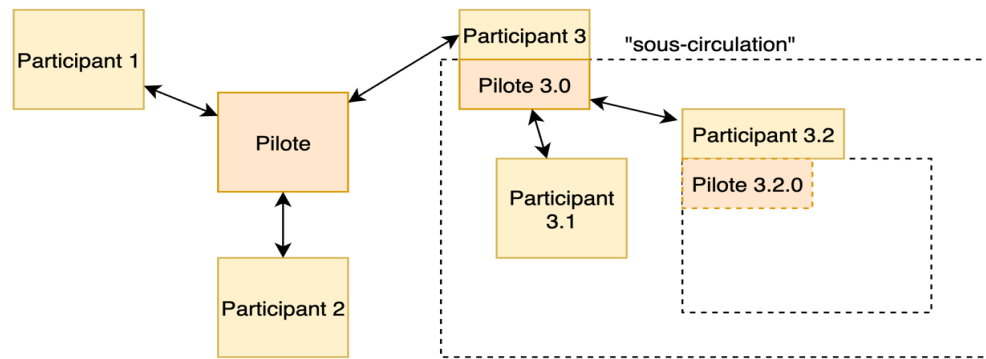 Participant 1
Pilote
Participant 2
Participant 3
Pilote 3.0
"sous-circulation"
Participant
3.1
Participant 3.2
Pilote 3.2.0